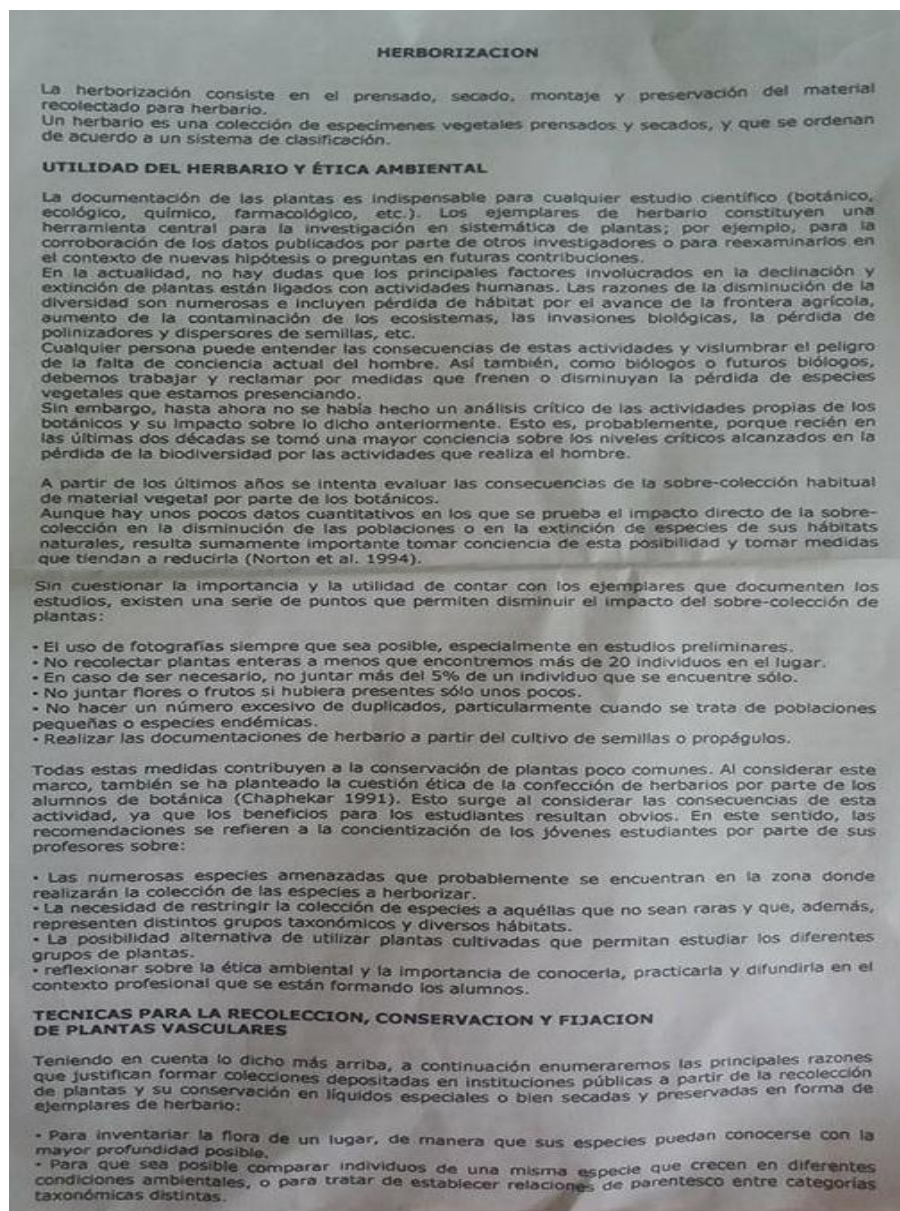 HERBORIZACION
La herborización consiste en el prensado, secado, montaje y preservación del material
recolectado para herbario.
Un herbario es una colección de especímenes vegetales prensados y secados, y que se ordenan
de acuerdo a un sistema de clasificación.
UTILIDAD DEL HERBARIO Y ÉTICA AMBIENTAL
La documentación de las plantas es indispensable para cualquier estudio científico (botánico,
ecológico, químico, farmacológico, etc.). Los ejemplares de herbario constituyen una
herramienta central para la investigación en sistemática de plantas; por ejemplo, para la
corroboración de los datos publicados por parte de otros investigadores o para reexaminarlos en
el contexto de nuevas hipótesis o preguntas en futuras contribuciones.
En la actualidad, no hay dudas que los principales factores involucrados en la declinación y
extinción de plantas están ligados con actividades humanas. Las razones de la disminución de la
diversidad son numerosas e incluyen pérdida de hábitat por el avance de la frontera agrícola,
aumento de la contaminación de los ecosistemas, las invasiones biológicas, la pérdida de
polinizadores y dispersores de semillas, etc.
Cualquier persona puede entender las consecuencias de estas actividades y vislumbrar el peligro
de la falta de conciencia actual del hombre. Así también, como biólogos o futuros biólogos,
debemos trabajar y reclamar por medidas que frenen o disminuyan la pérdida de especies
vegetales que estamos presenciando.
Sin embargo, hasta ahora no se había hecho un análisis crítico de las actividades propias de los
botánicos y su impacto sobre lo dicho anteriormente. Esto es, probablemente, porque recién en
las últimas dos décadas se tomó una mayor conciencia sobre los niveles críticos alcanzados en la
pérdida de la biodiversidad por las actividades que realiza el hombre.
A partir de los últimos años se intenta evaluar las consecuencias de la sobre-colección habitual
de material vegetal por parte de los botánicos.
Aunque hay unos pocos datos cuantitativos en los que se prueba el impacto directo de la sobre-
colección en la disminución de las poblaciones o en la extinción de especies de sus hábitats
naturales, resulta sumamente importante tomar conciencia de esta posibilidad y tomar medidas
que tiendan a reducirla (Norton et al. 1994).
Sin cuestionar la importancia y la utilidad de contar con los ejemplares que documenten los
estudios, existen una serie de puntos que permiten disminuir el impacto del sobre-colección de
plantas:
• El uso de fotografías siempre que sea posible, especialmente en estudios preliminares.
• No recolectar plantas enteras a menos que encontremos más de 20 individuos en el lugar.
• En caso de ser necesario, no juntar más del 5% de un individuo que se encuentre sólo.
• No juntar flores o frutos si hubiera presentes sólo unos pocos.
• No hacer un número excesivo de duplicados, particularmente cuando se trata de poblaciones
pequeñas o especies endémicas.
• Realizar las documentaciones de herbario a partir del cultivo de semillas o propágulos.
Todas estas medidas contribuyen a la conservación de plantas poco comunes. Al considerar este
marco, también se ha planteado la cuestión ética de la confección de herbarios por parte de los
alumnos de botánica (Chaphekar 1991). Esto surge al considerar las consecuencias de esta
actividad, ya que los beneficios para los estudiantes resultan obvios. En este sentido, las
recomendaciones se refieren a la concientización de los jóvenes estudiantes por parte de sus
profesores sobre:
• Las numerosas especies amenazadas que probablemente se encuentran en la zona donde
realizarán la colección de las especies a herborizar.
• La necesidad de restringir la colección de especies a aquéllas que no sean raras y que, además,
representen distintos grupos taxonómicos y diversos hábitats.
• La posibilidad alternativa de utilizar plantas cultivadas que permitan estudiar los diferentes
grupos de plantas.
• reflexionar sobre la ética ambiental y la importancia de conocerla, practicarla y difundirla en el
contexto profesional que se están formando los alumnos.
TECNICAS PARA LA RECOLECCION, CONSERVACION Y FIJACION
DE PLANTAS VASCULARES
Teniendo en cuenta lo dicho más arriba, a continuación enumeraremos las principales razones
que justifican formar colecciones depositadas en instituciones públicas a partir de la recolección
de plantas y su conservación en líquidos especiales o bien secadas y preservadas en forma de
ejemplares de herbario:
• Para inventariar la flora de un lugar, de manera que sus especies puedan conocerse con la
mayor profundidad posible.
• Para que sea posible comparar individuos de una misma especie que crecen en diferentes
condiciones ambientales, o para tratar de establecer relaciones de parentesco entre categorías
taxonómicas distintas.